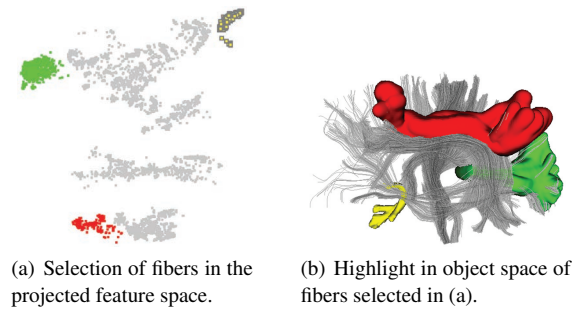 (a) Selection of fibers in the
projected feature space.
(b) Highlight in object space of
fibers selected in (a).